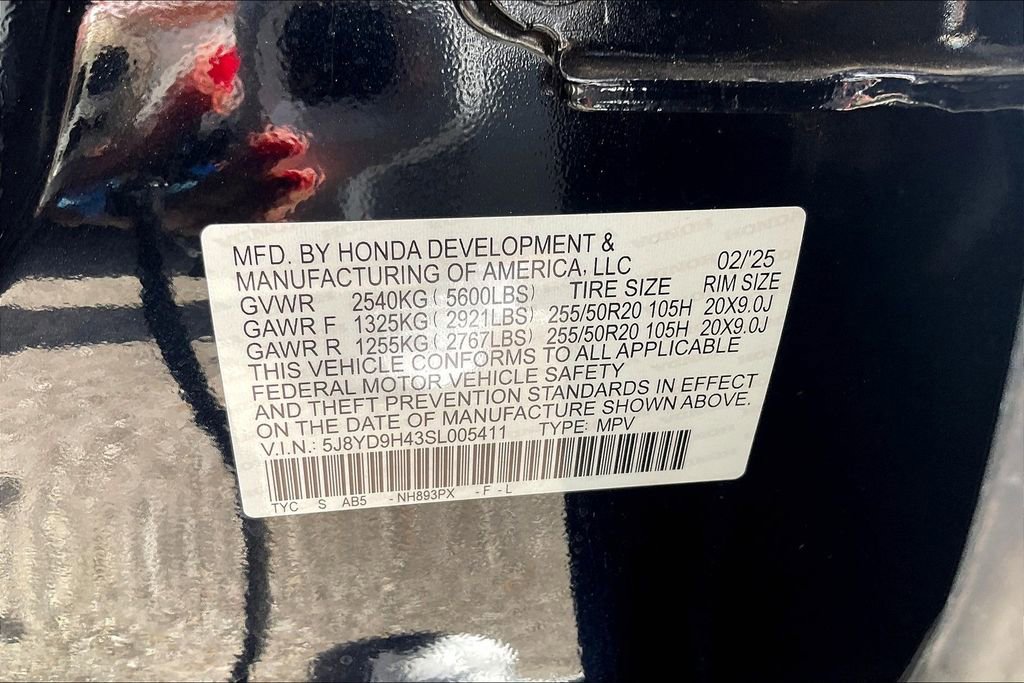 MFD. BY HONDA DEVELOPMENT &
MANUFACTURING OF AMERICA, LLC 02/'25
GVWR 2540KG ( 5600LBS) TIRE SIZE RIM SIZE
GAWR F 1325KG ( 2921LBS) 255/50R20 105H 20X9.0J
GAWR R 1255KG ( 2767LBS) 255/50R20 105H 20X9.0J
THIS VEHICLE CONFORMS TO ALL APPLICABLE
FEDERAL MOTOR VEHICLE SAFETY
AND THEFT PREVENTION STANDARDS IN EFFECT
ON THE DATE OF MANUFACTURE SHOWN ABOVE.
V.I.N.: 5J8YD9H43SL005411 TYPE: MPV
TYC S AB5 - NH893PX - F - L